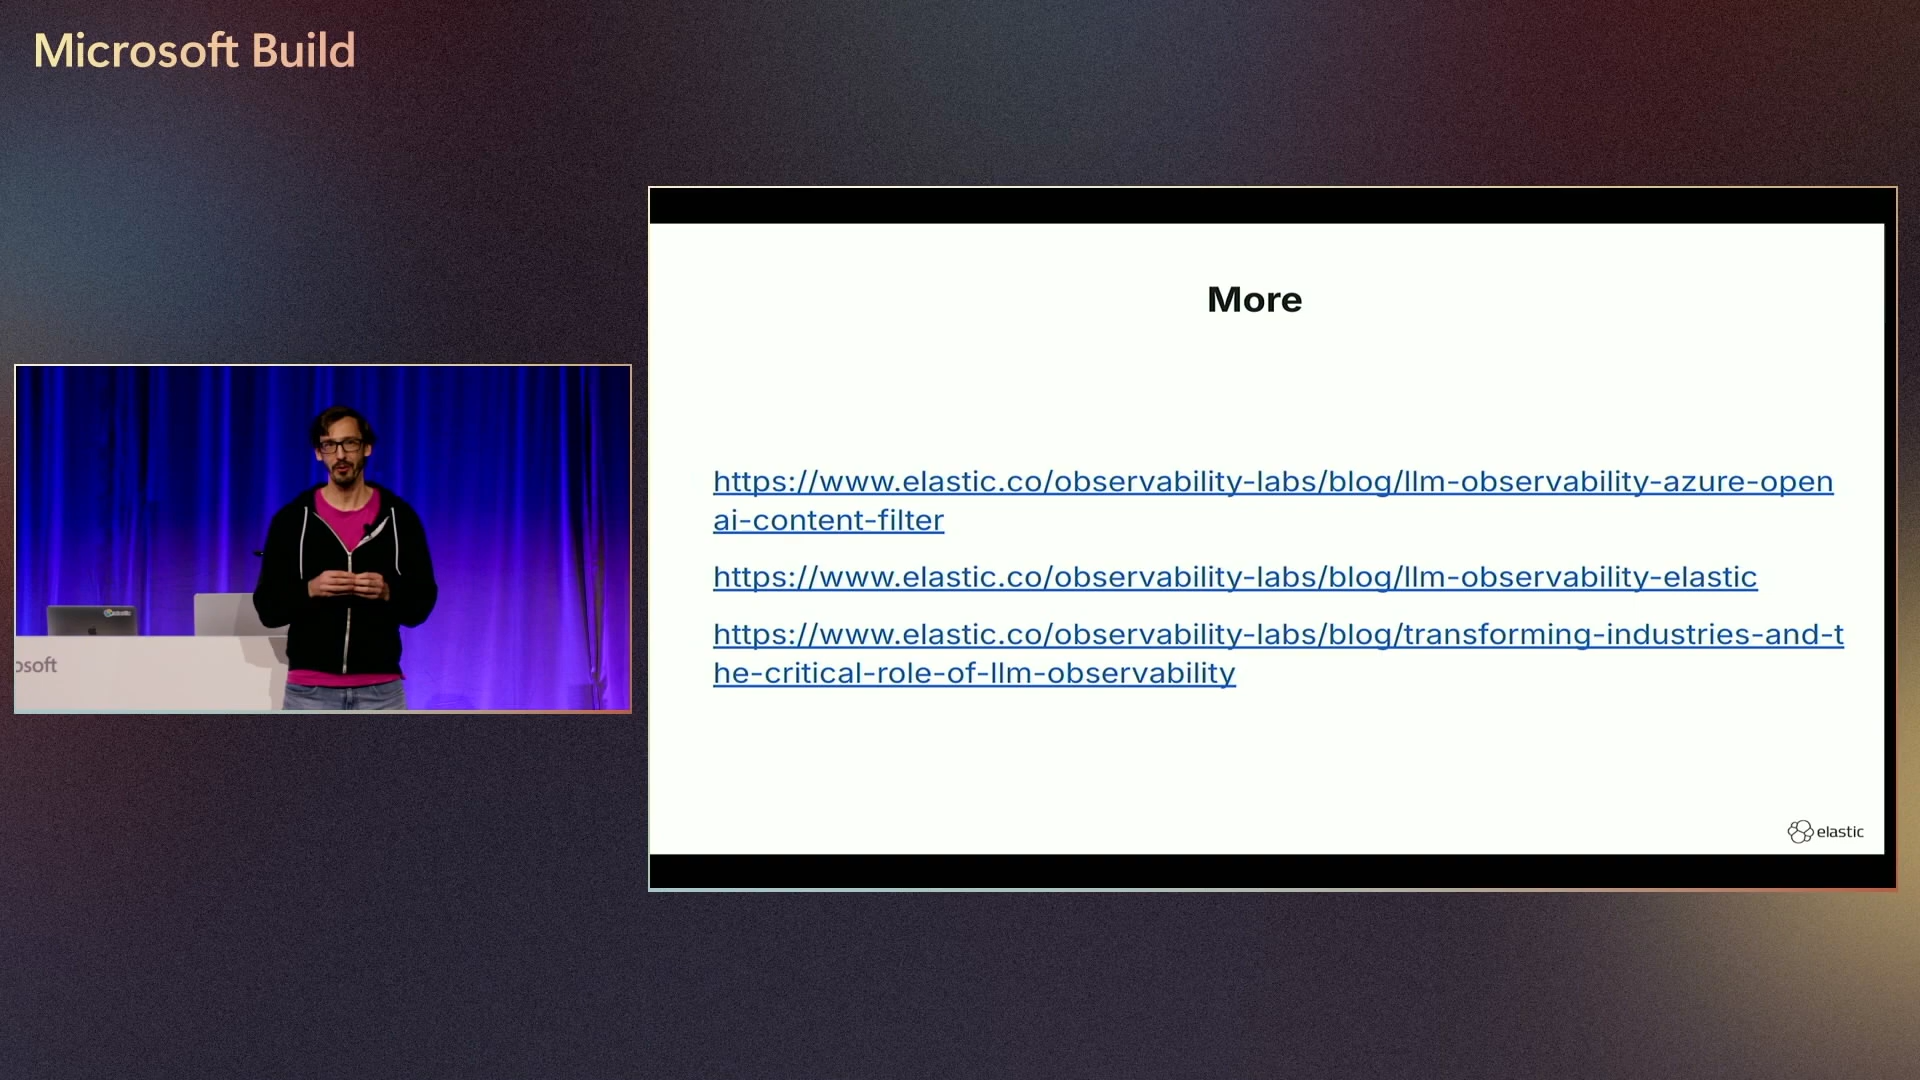 Microsoft Build
More
https://www.elastic.co/observability-labs/blog/llm-observability-azure-open
ai-content-filter
https://www.elastic.co/observability-labs/blog/llm-observability-elastic
https://www.elastic.co/observability-labs/blog/transforming-industries-and-t
he-critical-role-of-llm-observability
elastic
osoft